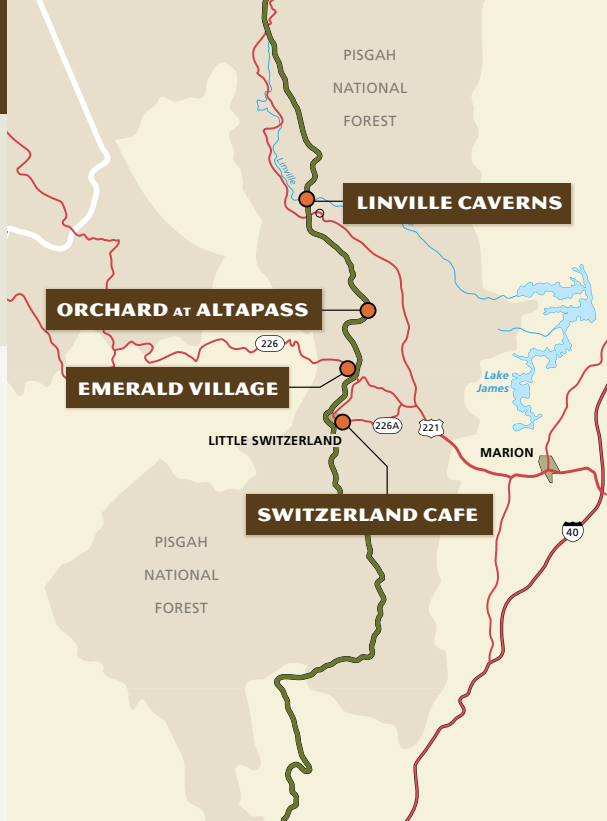 PISGAH
NATIONAL
FOREST
Linville
LINVILLE CAVERNS
ORCHARD AT ALTAPASS
226
EMERALD VILLAGE
Lake
James
226A
221
LITTLE SWITZERLAND
MARION
SWITZERLAND CAFE
40
PISGAH
NATIONAL
FOREST